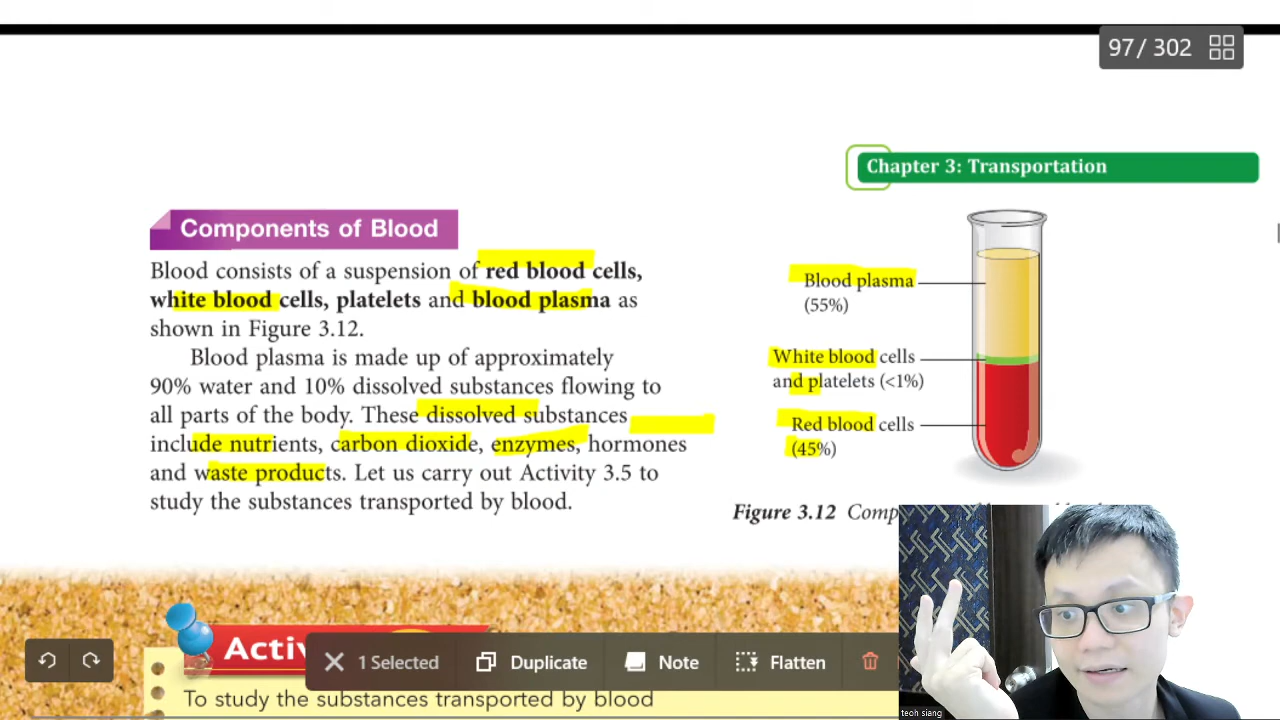 97/ 302
Chapter 3: Transportation
Components of Blood
Blood consists of a suspension of red blood cells,
white blood cells, platelets and blood plasma as
shown in Figure 3.12.
Blood plasma is made up of approximately
90% water and 10% dissolved substances flowing to
all parts of the body. These dissolved substances
include nutrients, carbon dioxide, enzymes, hormones
and waste products. Let us carry out Activity 3.5 to
study the substances transported by blood.
Blood plasma
(55%)
White blood cells
and platelets (<1%)
Red blood cells
(45%)
Figure 3.12 Comp
Activ
1 Selected
Duplicate
Note
Flatten
To study the substances transported by blood
teoh siang